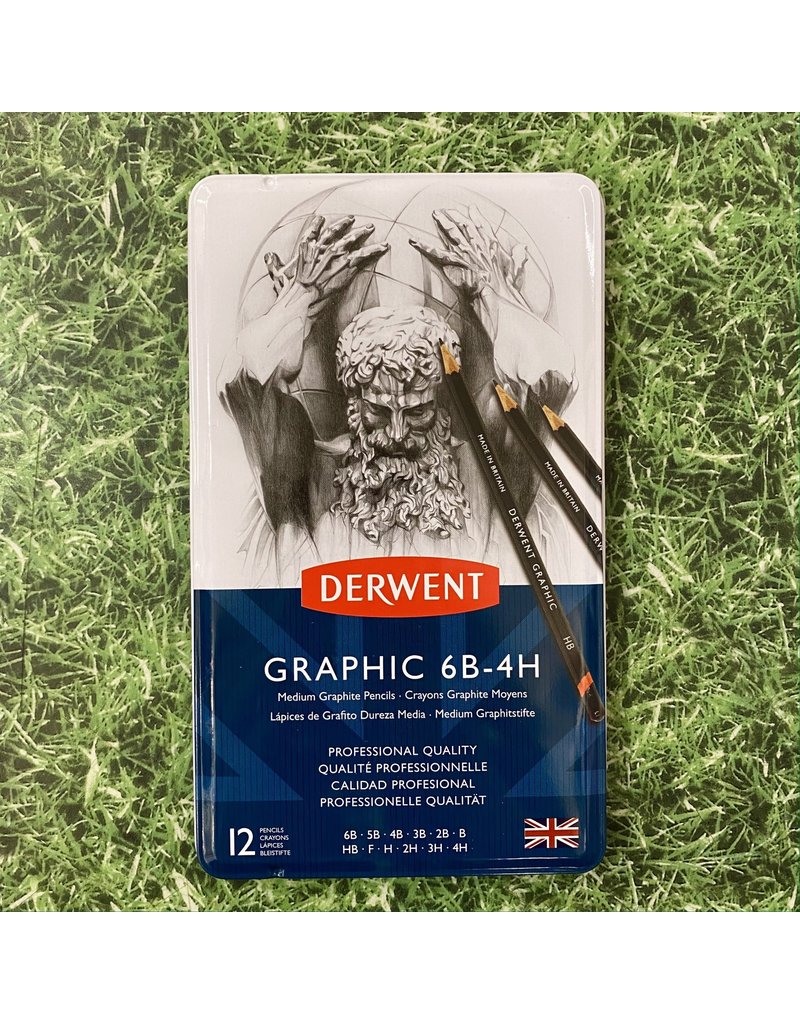 MADE IN BRITAIN
DERWENT GRAPHIC
HB
MADE IN BRITAIN
DERW
DERWENT
GRAPHIC 6B-4H
Medium Graphite Pencils · Crayons Graphite Moyens
Lápices de Grafito Dureza Media · Medium Graphitstifte
PROFESSIONAL QUALITY
QUALITÉ PROFESSIONNELLE
CALIDAD PROFESIONAL
PROFESSIONELLE QUALITÄT
12
PENCILS
CRAYONS
LÁPICES
BLEISTIFTE
6B · 5B · 4B · 3B · 2B · B
HB · F · H · 2H · 3H · 4H